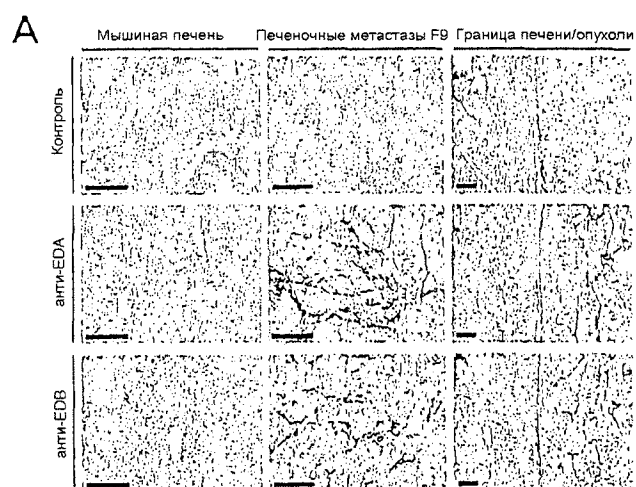 A
Мышиная печень
Печеночные метастазы F9
Граница печени/опухоли
Контроль
анти-EDA
анти-EDB